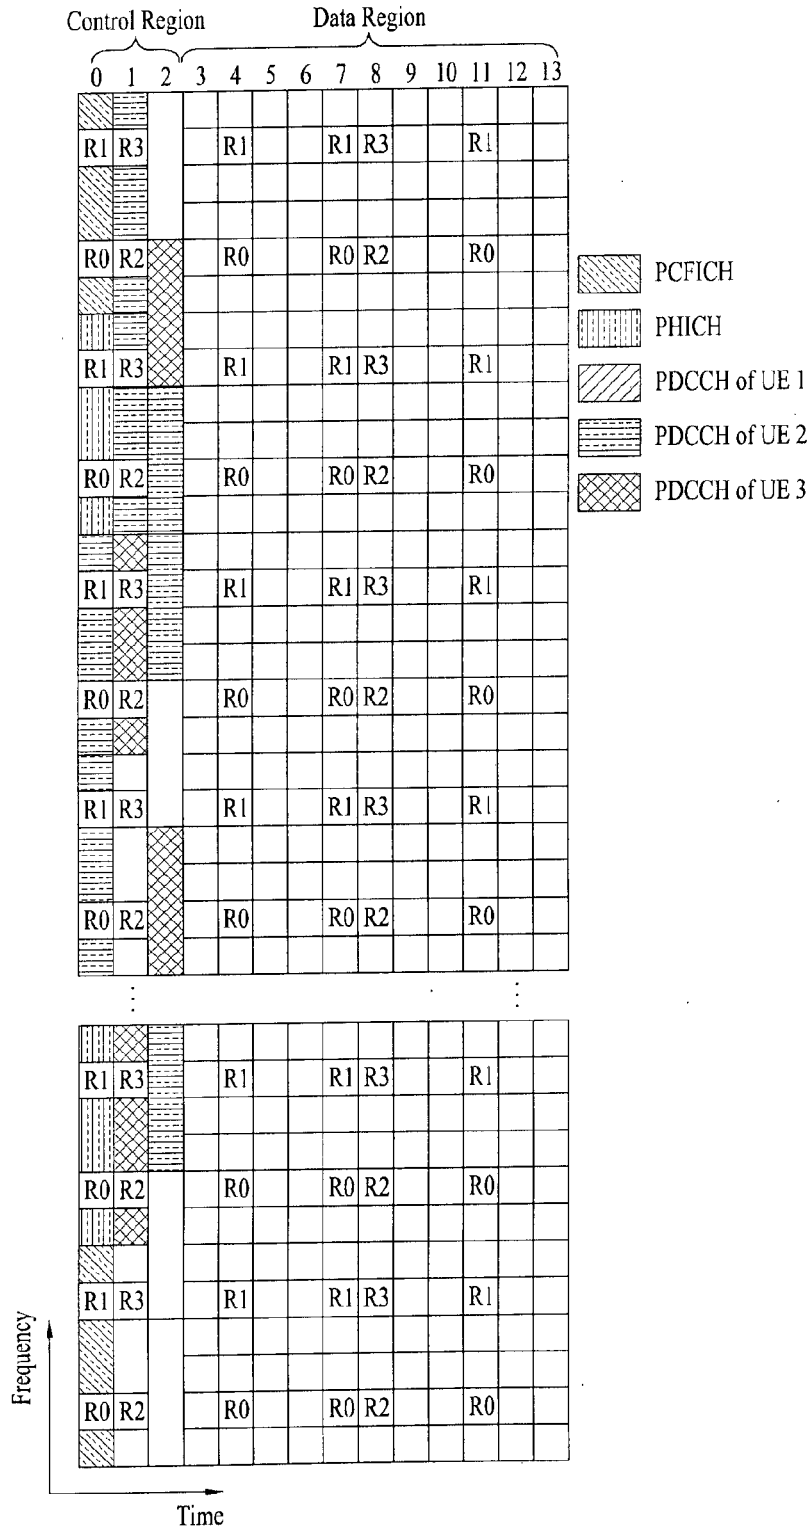 Control Region Data Region
0 1 2 3 4 5 6 7 8 9 10 11 12 13
R1 R3 R1 R1 R3 R1
R0 R2 R0 R0 R2 R0
PCFICH
PHICH
R1 R3 R1 R1 R3 R1
PDCCH of UE 1
PDCCH of UE 2
R0 R2 R0 R0 R2 R0
PDCCH of UE 3
R1 R3 R1 R1 R3 R1
R0 R2 R0 R0 R2 R0
R1 R3 R1 R1 R3 R1
R0 R2 R0 R0 R2 R0
R1 R3 R1 R1 R3 R1
R0 R2 R0 R0 R2 R0
R1 R3 R1 R1 R3 R1
R0 R2 R0 R0 R2 R0
Frequency
Time